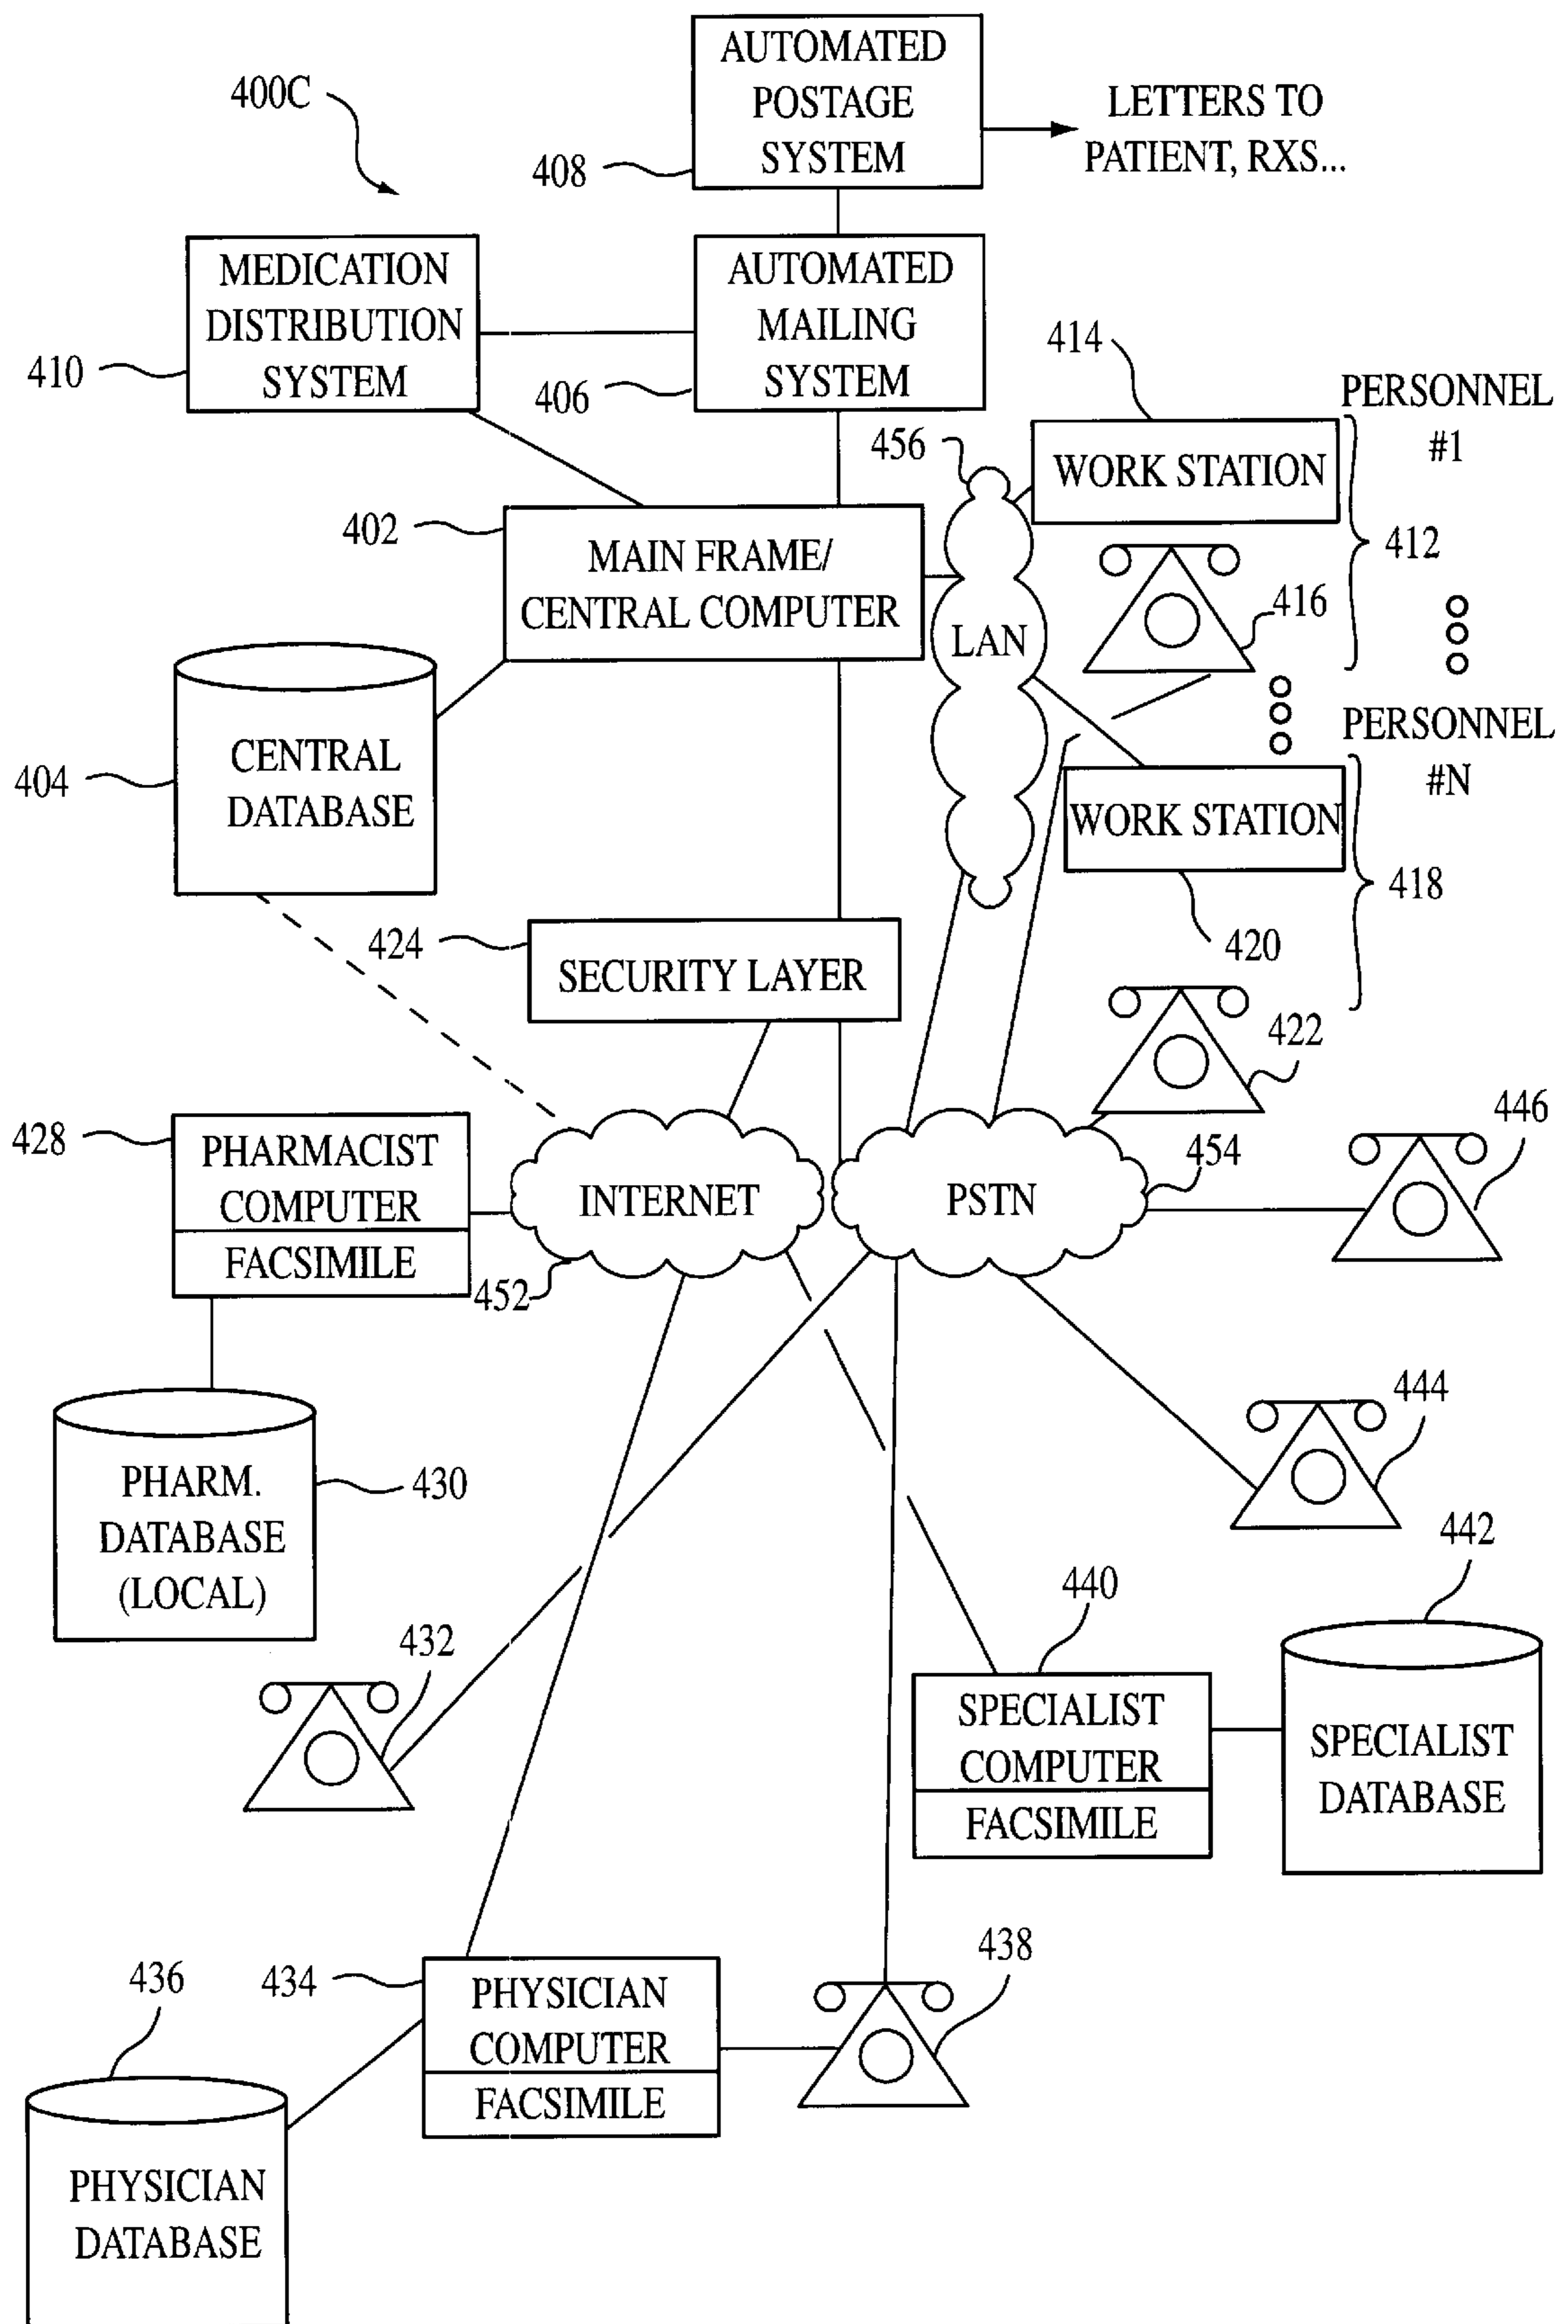 AUTOMATED
POSTAGE
SYSTEM
400C
LETTERS TO
PATIENT, RXS...
408
MEDICATION
DISTRIBUTION
SYSTEM
AUTOMATED
MAILING
SYSTEM
410
406
414
PERSONNEL
#1
456
WORK STATION
402
MAIN FRAME/
CENTRAL COMPUTER
412
416
LAN
404
CENTRAL
DATABASE
PERSONNEL
#N
WORK STATION
418
424
SECURITY LAYER
420
422
446
428
PHARMACIST
COMPUTER
FACSIMILE
INTERNET
PSTN
454
452
444
PHARM.
DATABASE
(LOCAL)
430
442
440
432
SPECIALIST
COMPUTER
FACSIMILE
SPECIALIST
DATABASE
438
436
434
PHYSICIAN
COMPUTER
FACSIMILE
PHYSICIAN
DATABASE